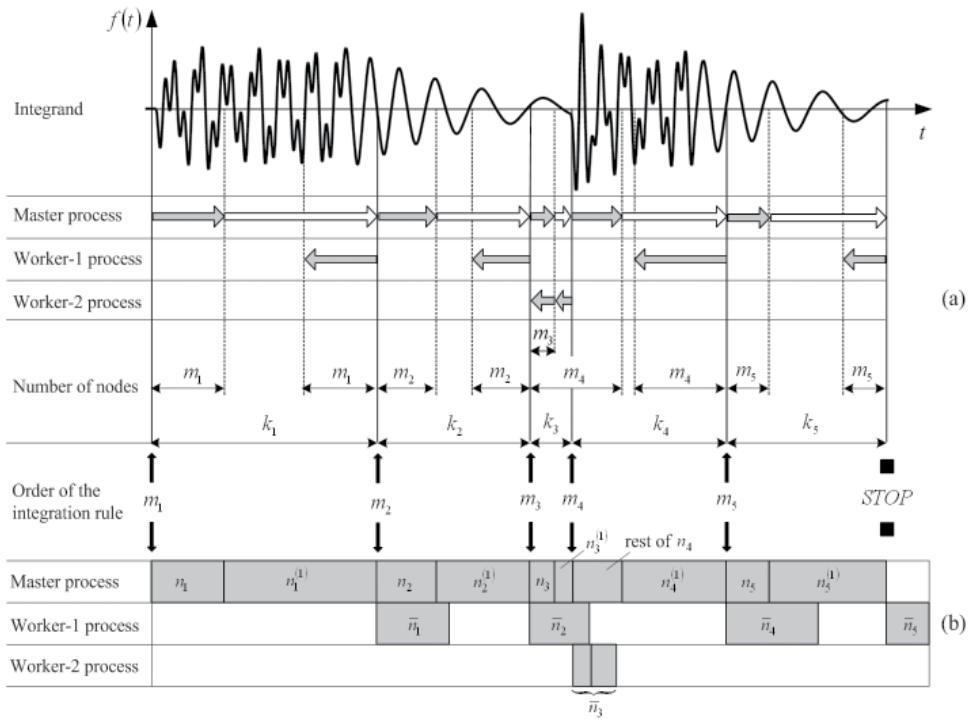 f(t)
Integrand
t
Master process
Worker-1 process
Worker-2 process
(a)
m₃
Number of nodes
m₁ m₁ m₂ m₂ m₄ m₄ m₅ m₅
k₁ k₂ k₃ k₄ k₅
Order of the
integration rule
m₁ m₂ m₃ m₄ m₅ STOP
n₃⁽¹⁾ rest of n₄
Master process n₁ n₁⁽¹⁾ n₂ n₂⁽¹⁾ n₃ n₄⁽¹⁾ n₅ n₅⁽¹⁾
Worker-1 process n̄₁ n̄₂ n̄₄ n̄₅
(b)
Worker-2 process
n̄₃